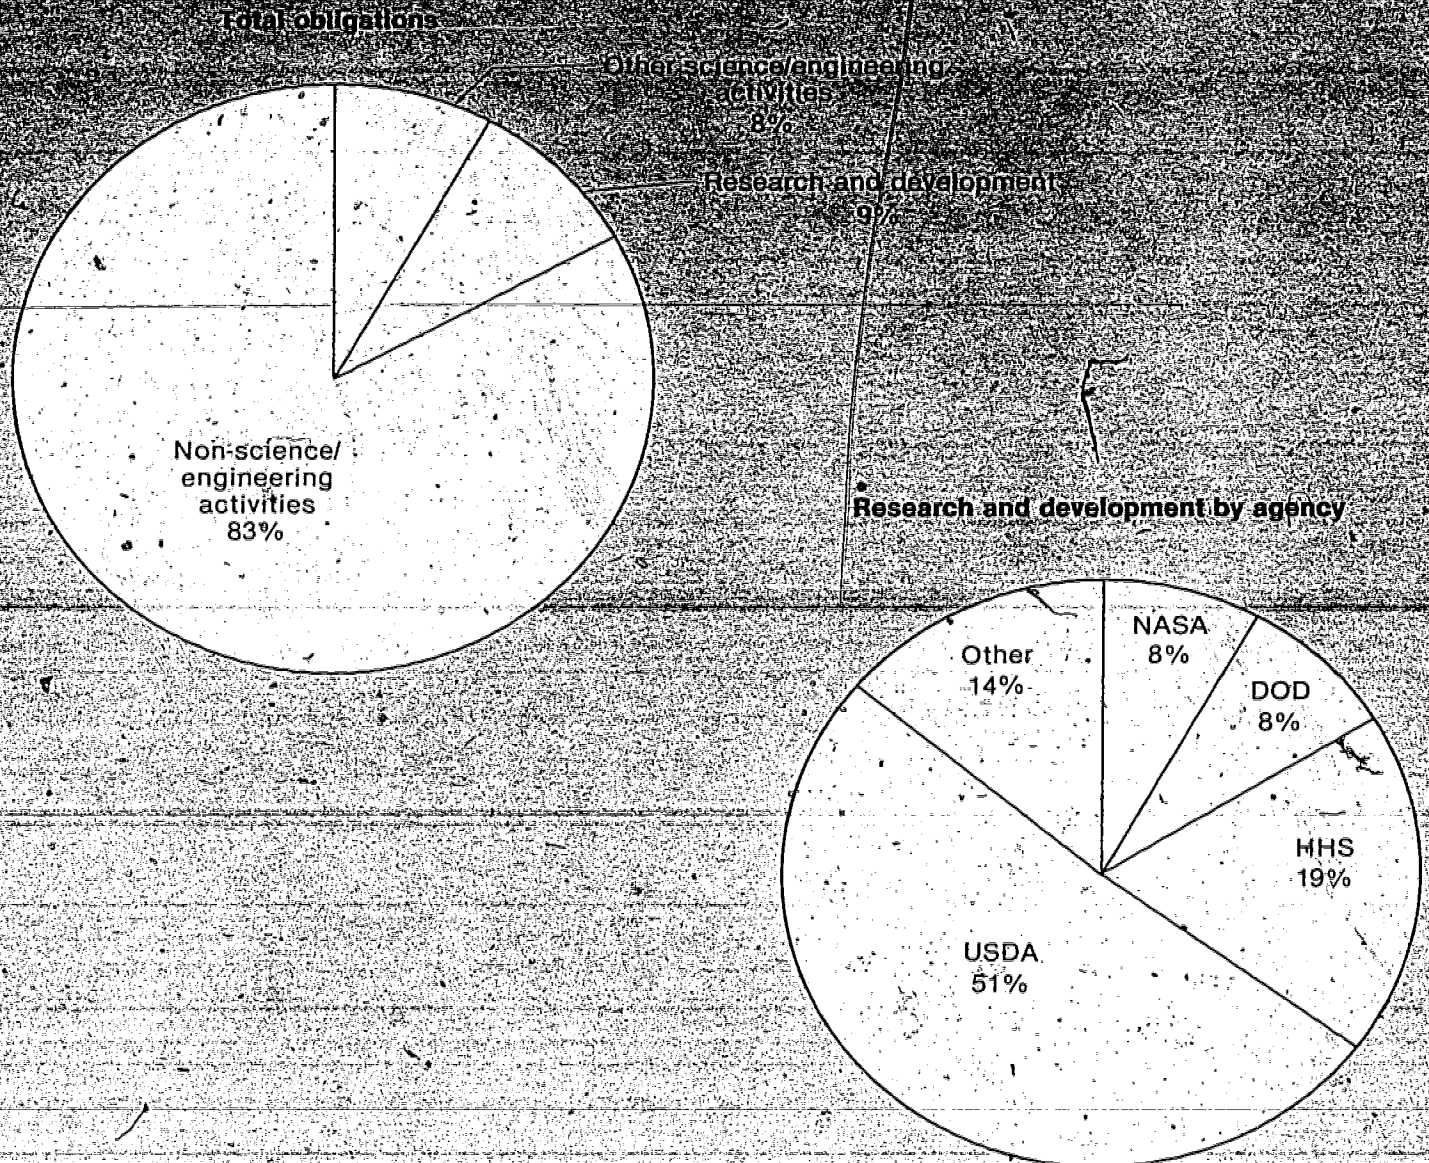 Total obligations
Other science/engineering
activities
8%
Research and development
9%
Non-science/
engineering
activities
83%
Research and development by agency
NASA
8%
Other
14%
DOD
8%
HHS
19%
USDA
51%